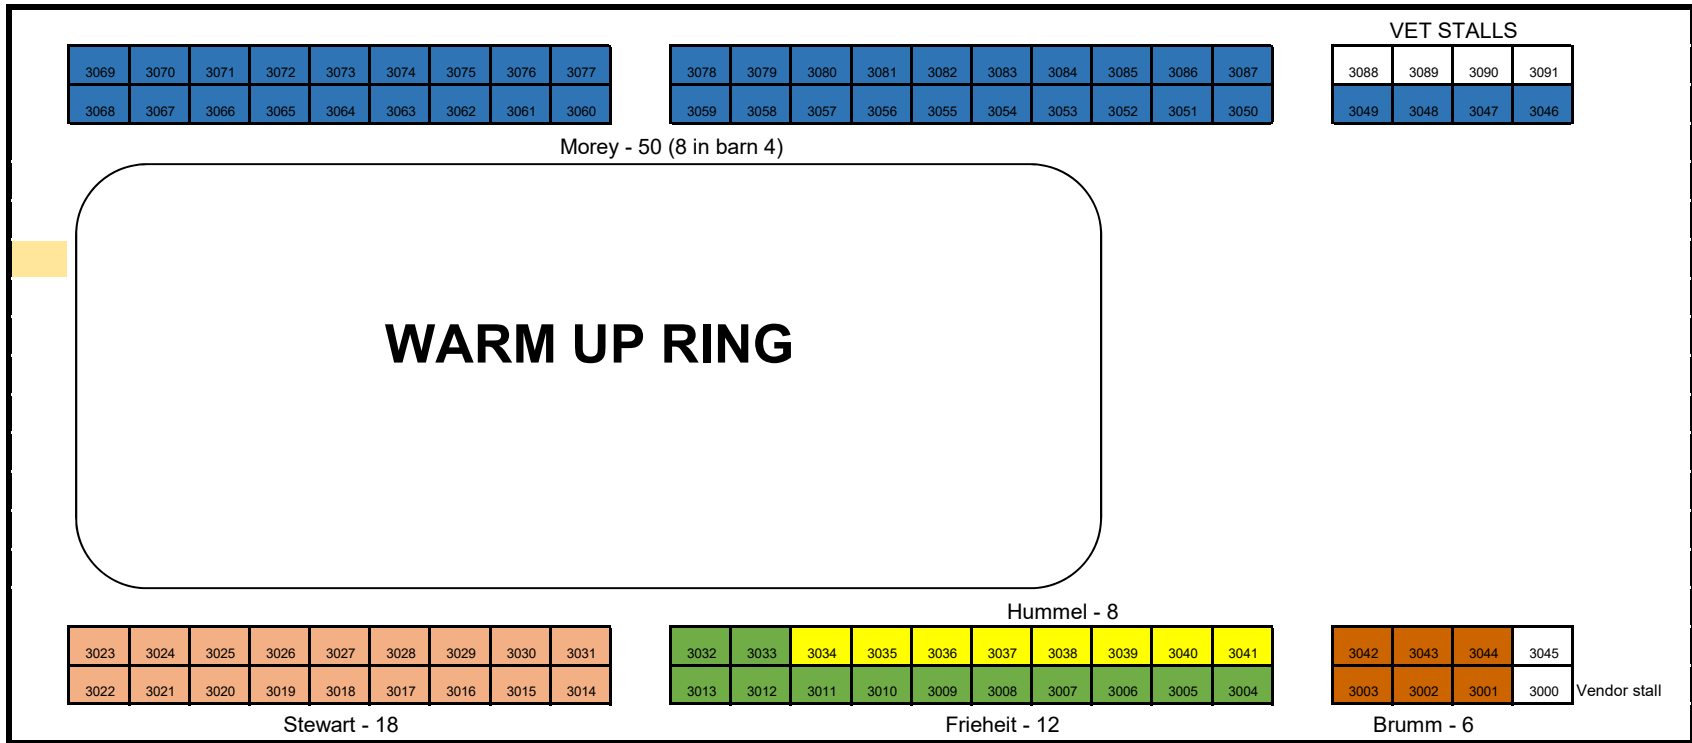 VET STALLS
3069 3070 3071 3072 3073 3074 3075 3076 3077 3078 3079 3080 3081 3082 3083 3084 3085 3086 3087 3088 3089 3090 3091
3068 3067 3066 3065 3064 3063 3062 3061 3060 3059 3058 3057 3056 3055 3054 3053 3052 3051 3050 3049 3048 3047 3046
Morey - 50 (8 in barn 4)
WARM UP RING
Hummel - 8
3023 3024 3025 3026 3027 3028 3029 3030 3031 3032 3033 3034 3035 3036 3037 3038 3039 3040 3041 3042 3043 3044 3045
3022 3021 3020 3019 3018 3017 3016 3015 3014 3013 3012 3011 3010 3009 3008 3007 3006 3005 3004 3003 3002 3001 3000 Vendor stall
Stewart - 18 Frieheit - 12 Brumm - 6